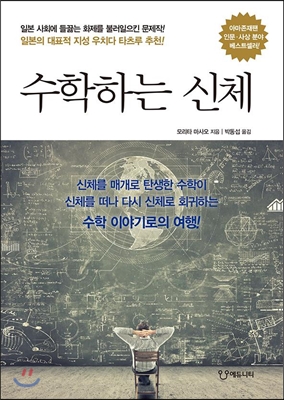 일본 사회에 들끓는 화제를 불러일으킨 문제작!
일본의 대표적 지성 우치다 타츠루 추천!
아마존재팬
인문·사상 분야
베스트셀러!
수학하는 신체
모리타 마사오 지음 | 박동섭 옮김
신체를 매개로 탄생한 수학이
신체를 떠나 다시 신체로 회귀하는
수학 이야기로의 여행!
에듀니티